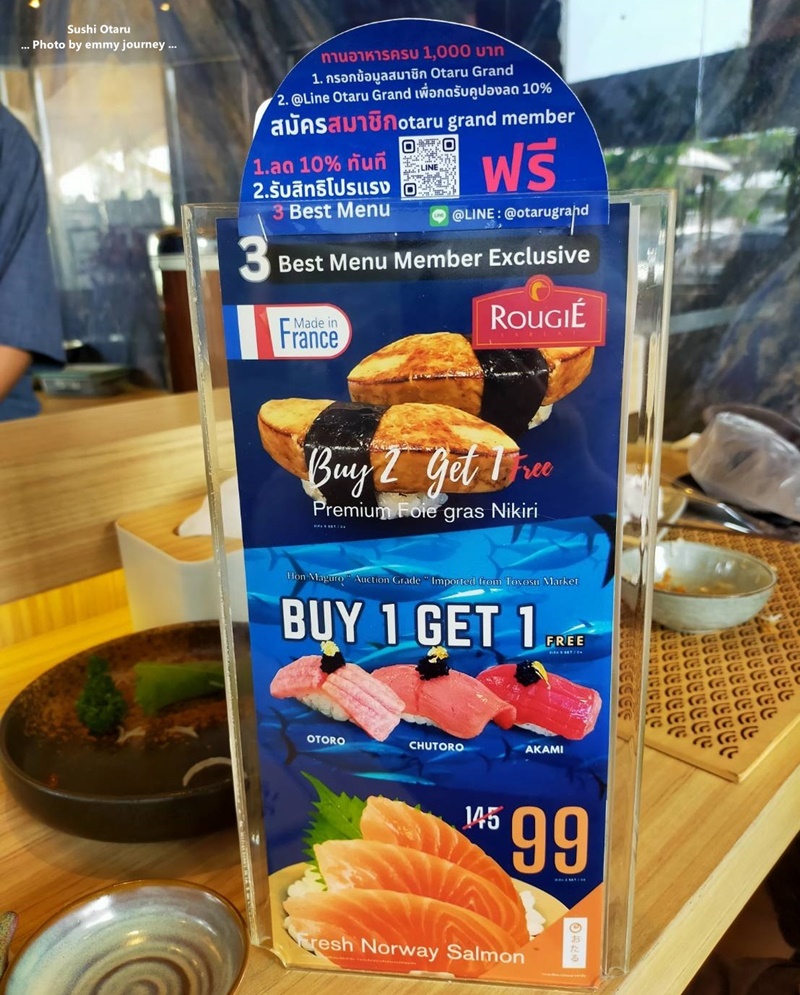 Sushi Otaru
... Photo by emmy journey ...
ทานอาหารครบ 1,000 บาท
1. กรอกข้อมูลสมาชิก Otaru Grand
2. @Line Otaru Grand เพื่อกดรับคูปองลด 10%
สมัครสมาชิกotaru grand member
1.ลด 10% ทันที
2.รับสิทธิโปรแรง
3 Best Menu
LINE
ฟรี
@LINE : @otarugrand
3 Best Menu Member Exclusive
Made in
France
ROUGIÉ
Buy 2 Get 1 Free
Premium Foie gras Nikiri
Hon Maguro " Auction Grade " Imported from Toyosu Market
BUY 1 GET 1
FREE
OTORO
CHUTORO
AKAMI
145
99
Fresh Norway Salmon
おたる